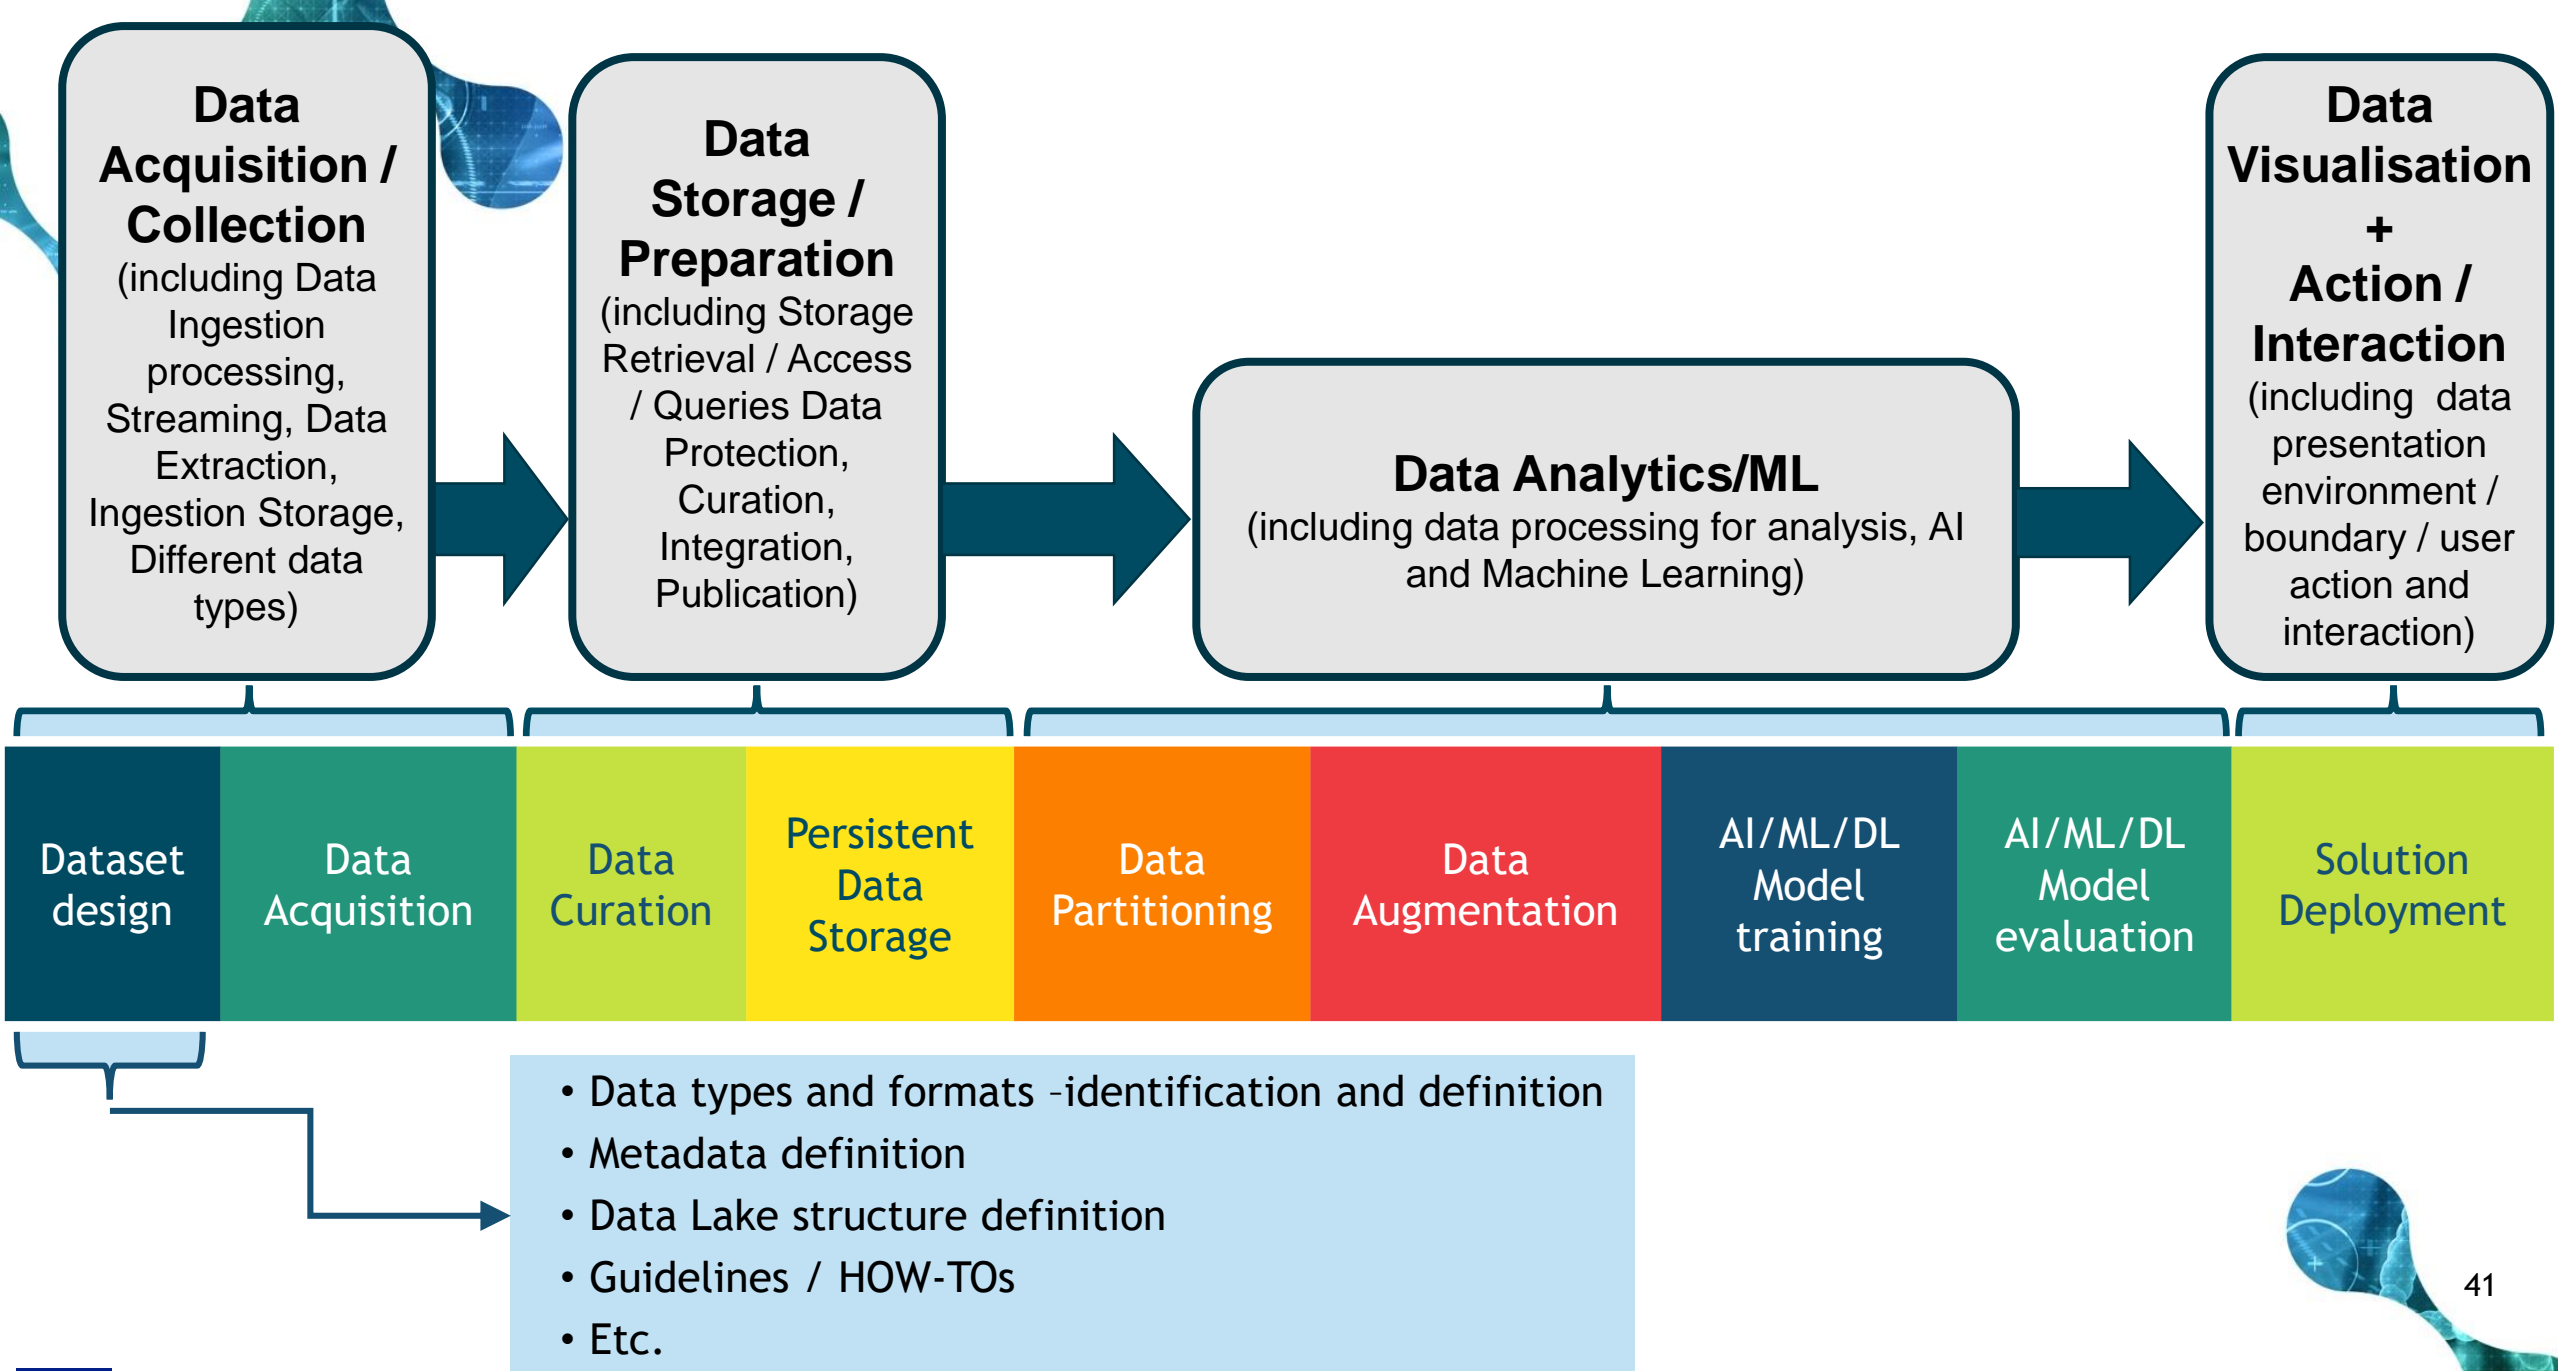 Data
Acquisition /
Collection
(including Data
Ingestion
processing,
Streaming, Data
Extraction,
Ingestion Storage,
Different data
types)
Data
Storage /
Preparation
(including Storage
Retrieval / Access
/ Queries Data
Protection,
Curation,
Integration,
Publication)
Data Analytics/ML
(including data processing for analysis, AI
and Machine Learning)
Data
Visualisation
+
Action /
Interaction
(including data
presentation
environment /
boundary / user
action and
interaction)
Dataset
design
Data
Acquisition
Data
Curation
Persistent
Data
Storage
Data
Partitioning
Data
Augmentation
AI/ML/DL
Model
training
AI/ML/DL
Model
evaluation
Solution
Deployment
• Data types and formats –identification and definition
• Metadata definition
• Data Lake structure definition
• Guidelines / HOW-TOs
• Etc.
41